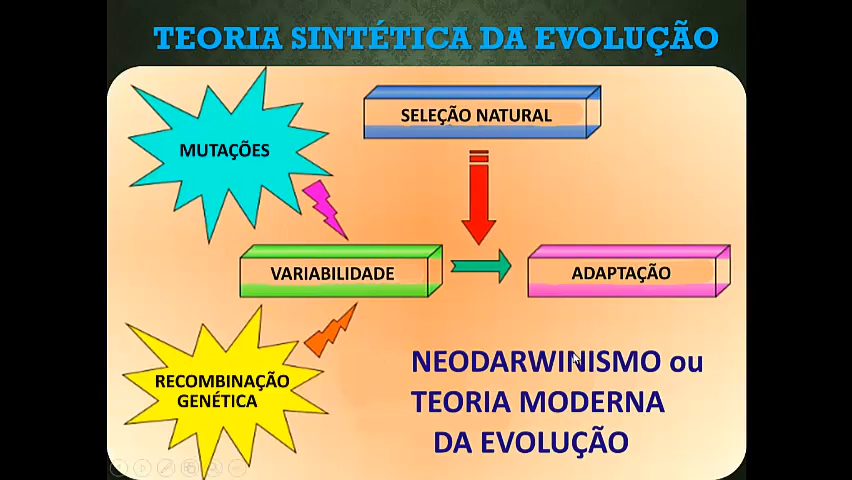 TEORIA SINTÉTICA DA EVOLUÇÃO
MUTAÇÕES
SELEÇÃO NATURAL
VARIABILIDADE
ADAPTAÇÃO
RECOMBINAÇÃO
GENÉTICA
NEODARWINISMO ou
TEORIA MODERNA
DA EVOLUÇÃO